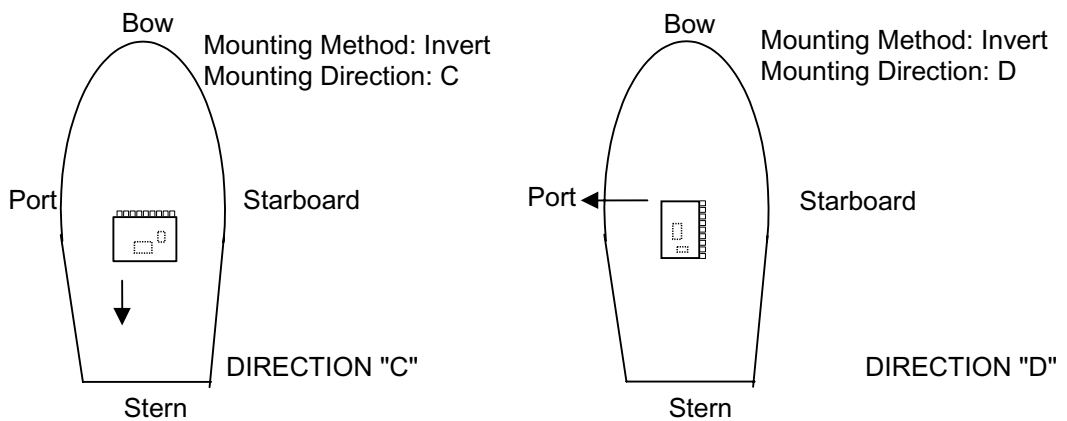 Bow
Mounting Method: Invert
Mounting Direction: C
Port
Starboard
DIRECTION "C"
Stern
Bow
Mounting Method: Invert
Mounting Direction: D
Port
Starboard
DIRECTION "D"
Stern